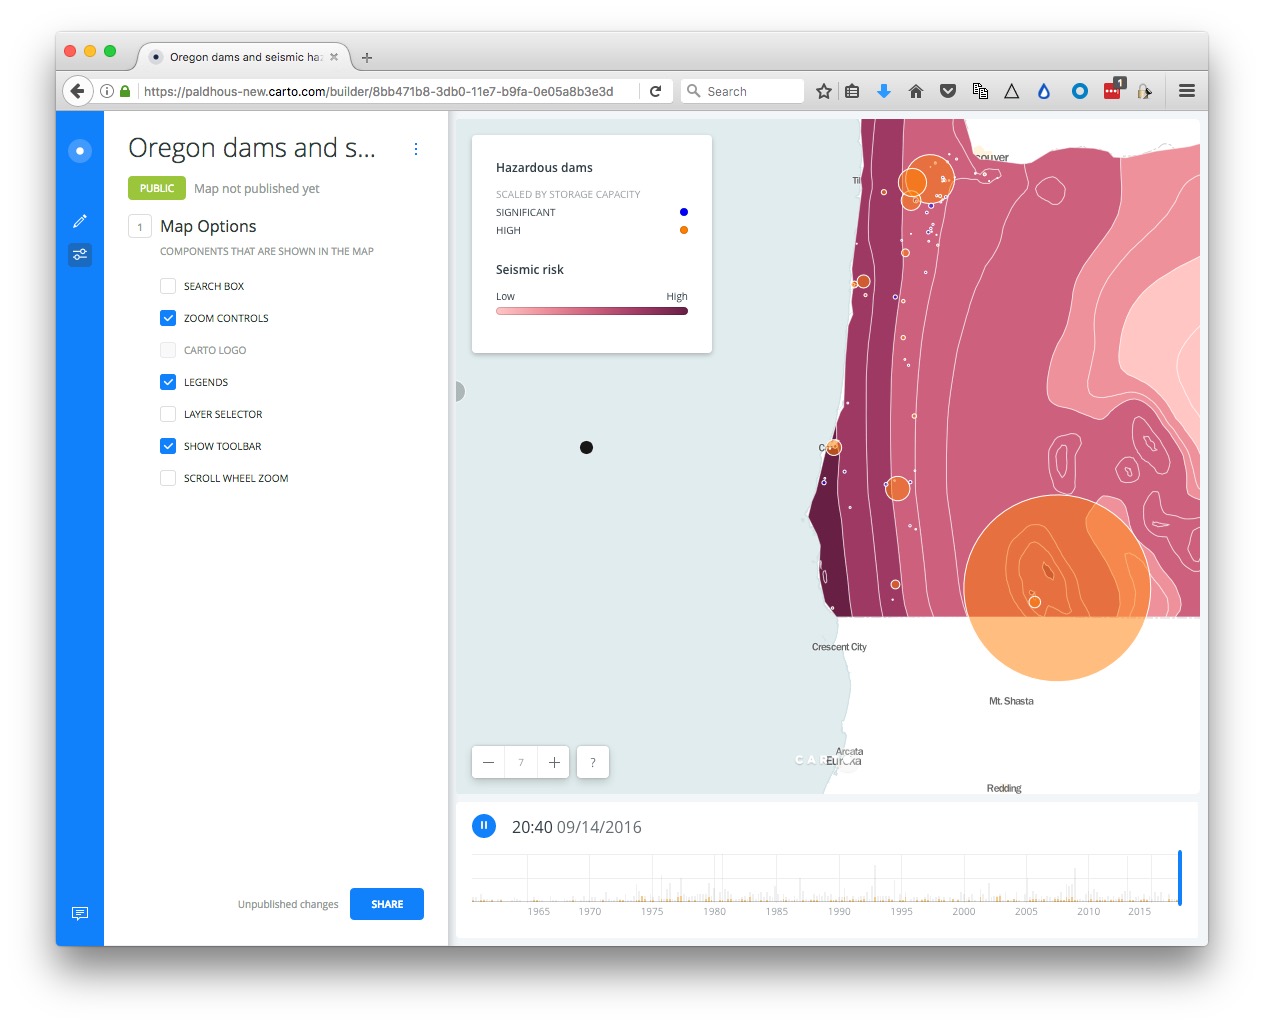 Oregon dams and seismic haz
https://paldhous-new.carto.com/builder/8bb471b8-3db0-11e7-b9fa-0e05a8b3e3d
Search
1
Oregon dams and s...
PUBLIC
Map not published yet
1
Map Options
COMPONENTS THAT ARE SHOWN IN THE MAP
SEARCH BOX
ZOOM CONTROLS
CARTO LOGO
LEGENDS
LAYER SELECTOR
SHOW TOOLBAR
SCROLL WHEEL ZOOM
Unpublished changes
SHARE
Hazardous dams
SCALED BY STORAGE CAPACITY
SIGNIFICANT
HIGH
Seismic risk
Low High
Crescent City
Mt. Shasta
Arcata
Eureka
Redding
7
?
20:40 09/14/2016
1965 1970 1975 1980 1985 1990 1995 2000 2005 2010 2015